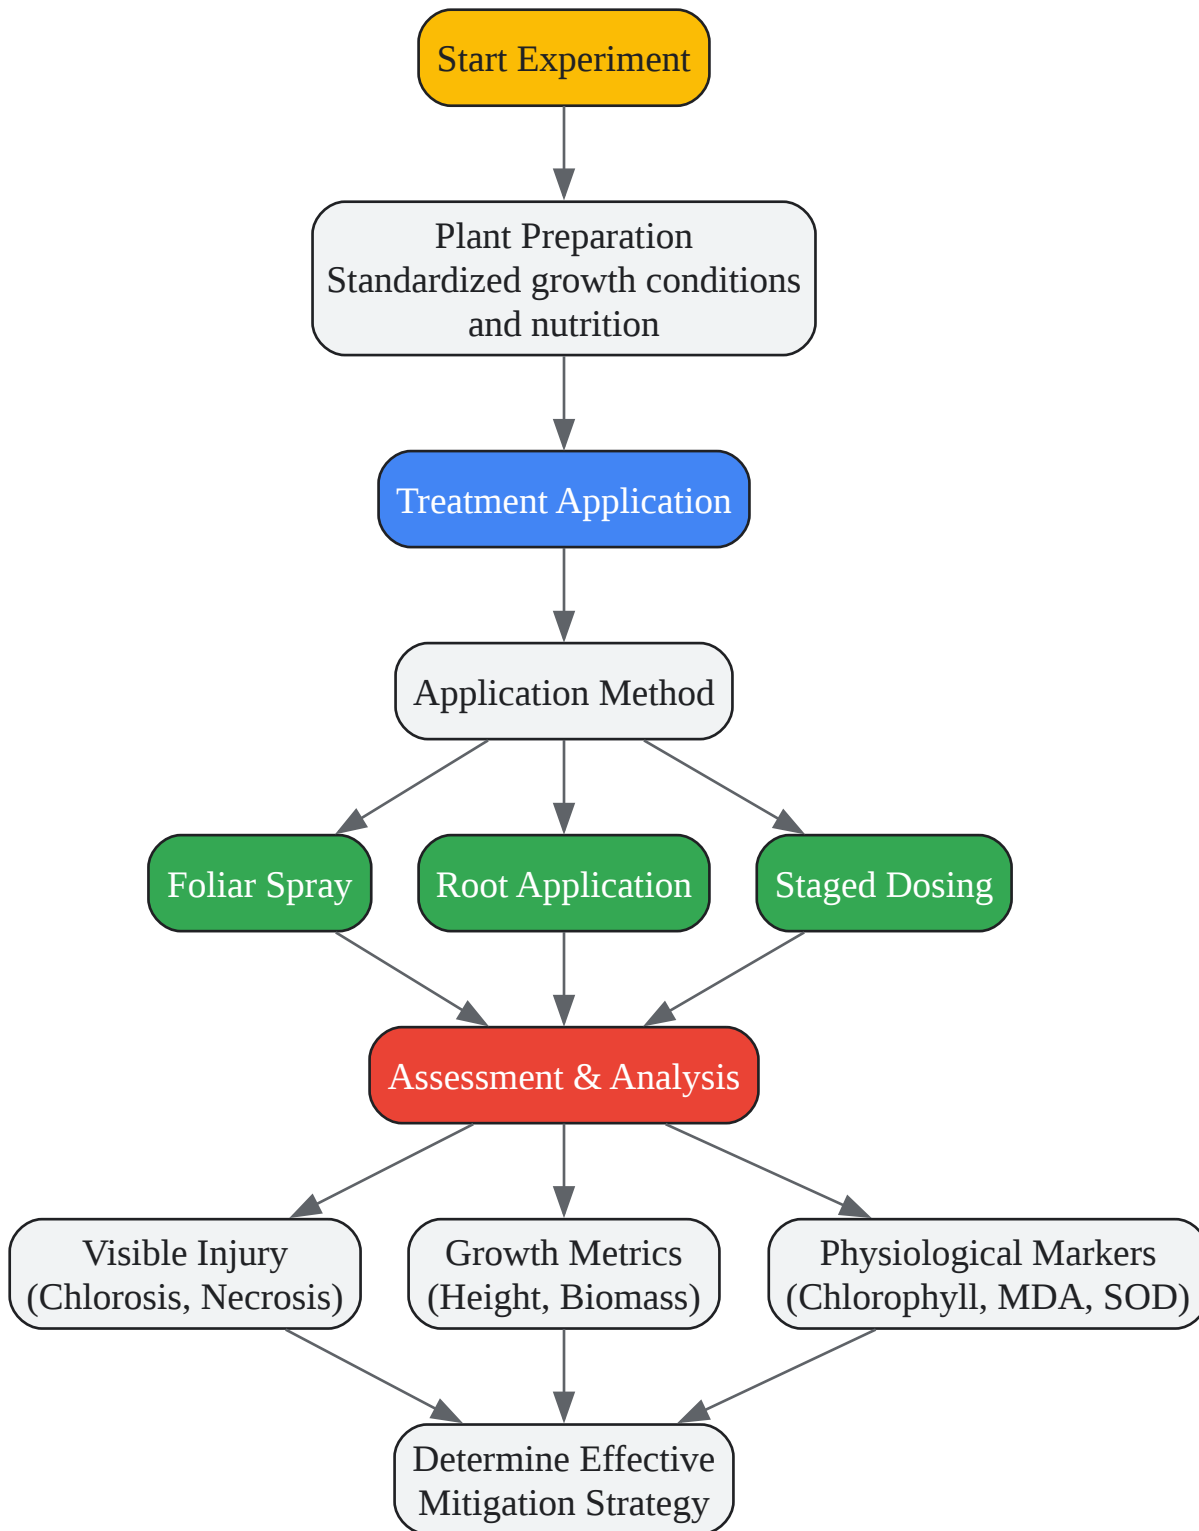 Start Experiment
Plant Preparation
Standardized growth conditions
and nutrition
Treatment Application
Application Method
Foliar Spray
Root Application
Staged Dosing
Assessment & Analysis
Visible Injury
(Chlorosis, Necrosis)
Growth Metrics
(Height, Biomass)
Physiological Markers
(Chlorophyll, MDA, SOD)
Determine Effective
Mitigation Strategy